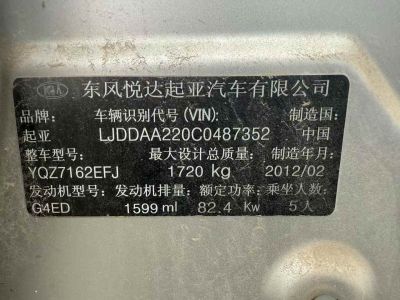 KIA 东风悦达起亚汽车有限公司
品牌: 车辆识别代号(VIN): 制造国:
起亚 LJDDAA220C0487352 中国
整车型号: 最大设计总质量: 制造年月:
YQZ7162EFJ 1720 kg 2012/02
发动机型号: 发动机排量: 额定功率: 乘坐人数:
G4ED 1599 ml 82.4 Kw 5人